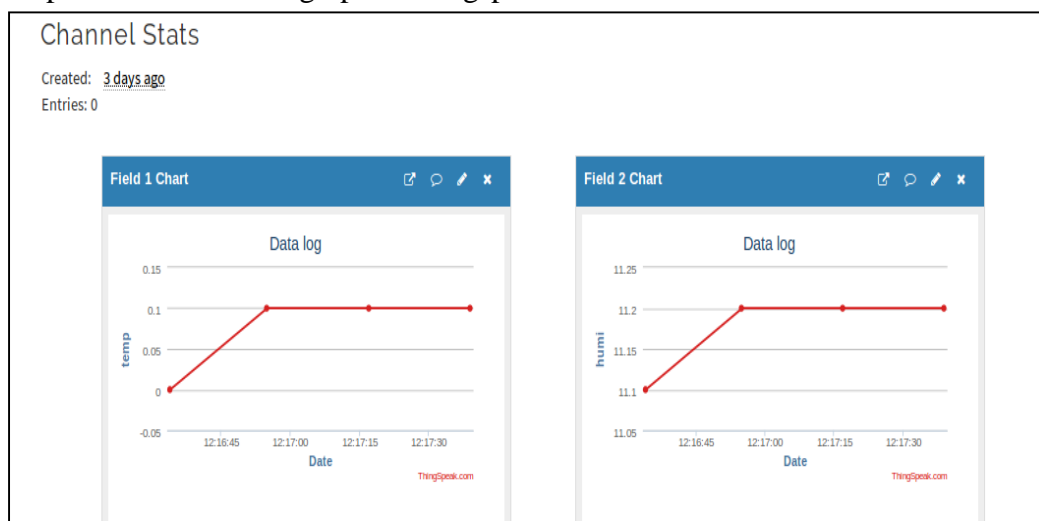 Channel Stats
Created: 3 days ago
Entries: 0
Field 1 Chart
Data log
0.15
0.1
0.05
0
-0.05
temp
12:16:45 12:17:00 12:17:15 12:17:30
Date
ThingSpeak.com
Field 2 Chart
Data log
11.25
11.2
11.15
11.1
11.05
humi
12:16:45 12:17:00 12:17:15 12:17:30
Date
ThingSpeak.com